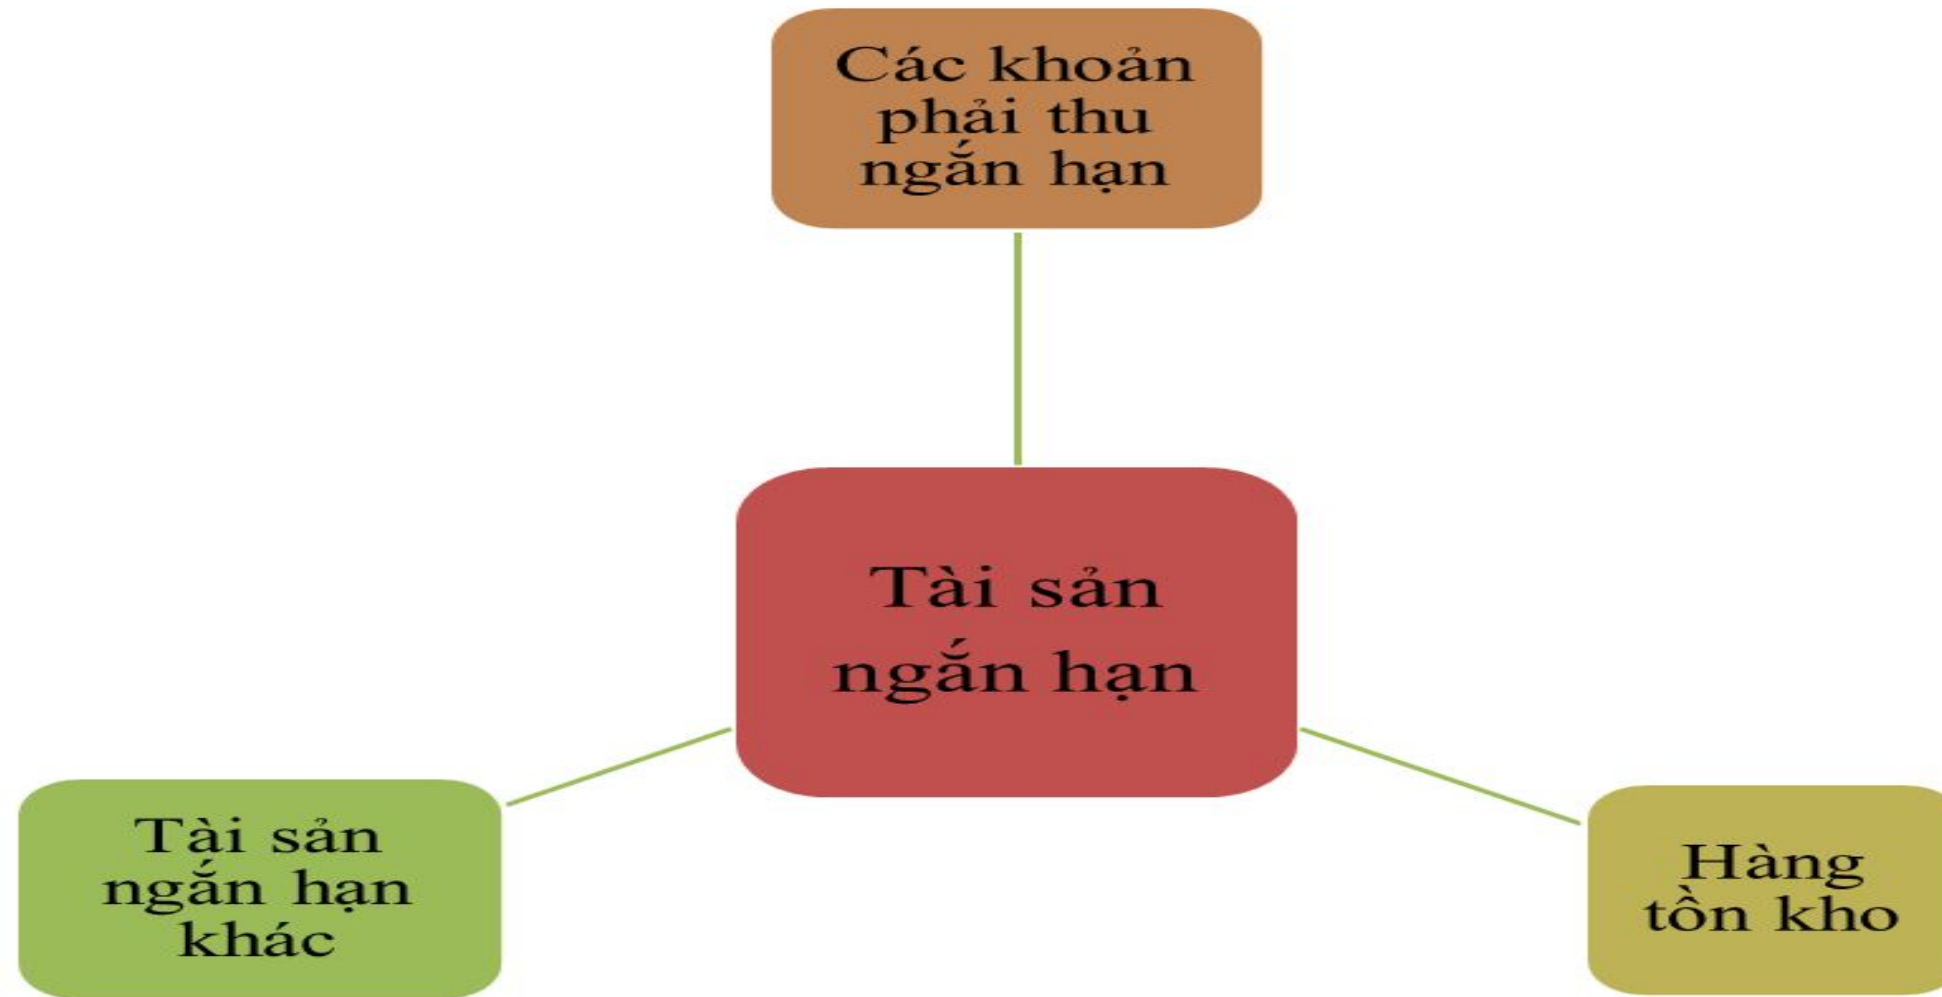 Các khoản
phải thu
ngắn hạn
Tài sản
ngắn hạn
Tài sản
ngắn hạn
khác
Hàng
tồn kho